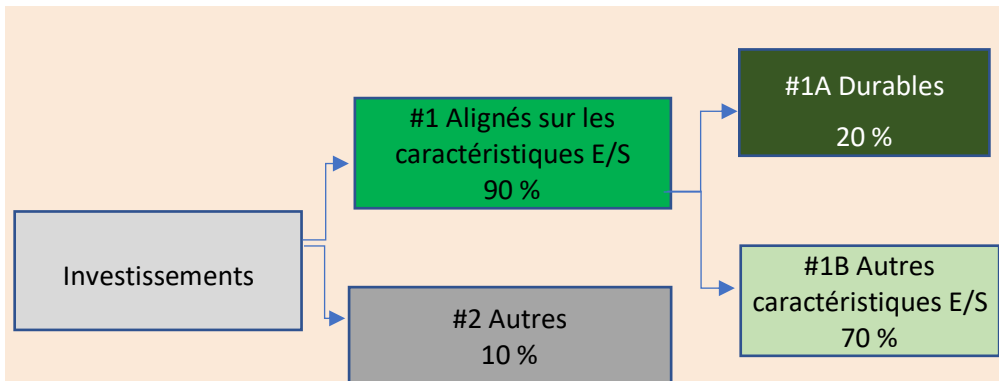 #1A Durables
20 %
#1 Alignés sur les
caractéristiques E/S
90 %
Investissements
#1B Autres
caractéristiques E/S
70 %
#2 Autres
10 %